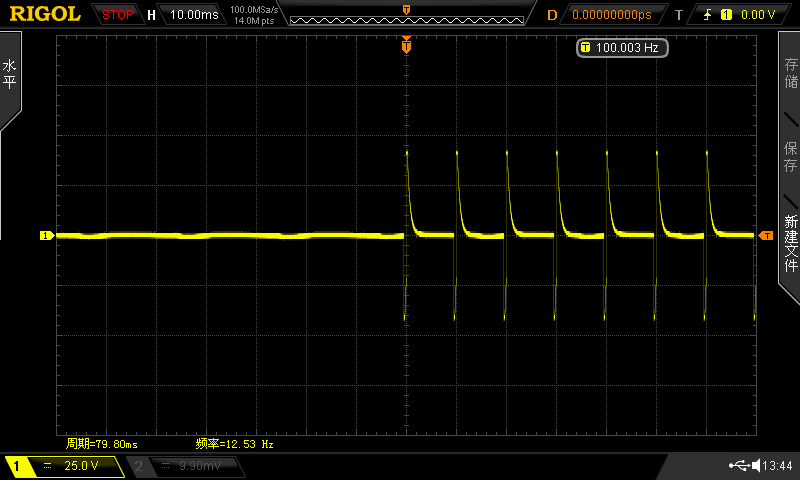 RIGOL STOP H 10.00ms 100.0MSa/s 14.0M pts T D 0.00000000ps T 1 0.00 V
T
T 100.003 Hz
水平
存储
保存
新建文件
1
T
周期=79.80ms 频率=12.53 Hz
1 25.0 V 2 9.90mV 13:44